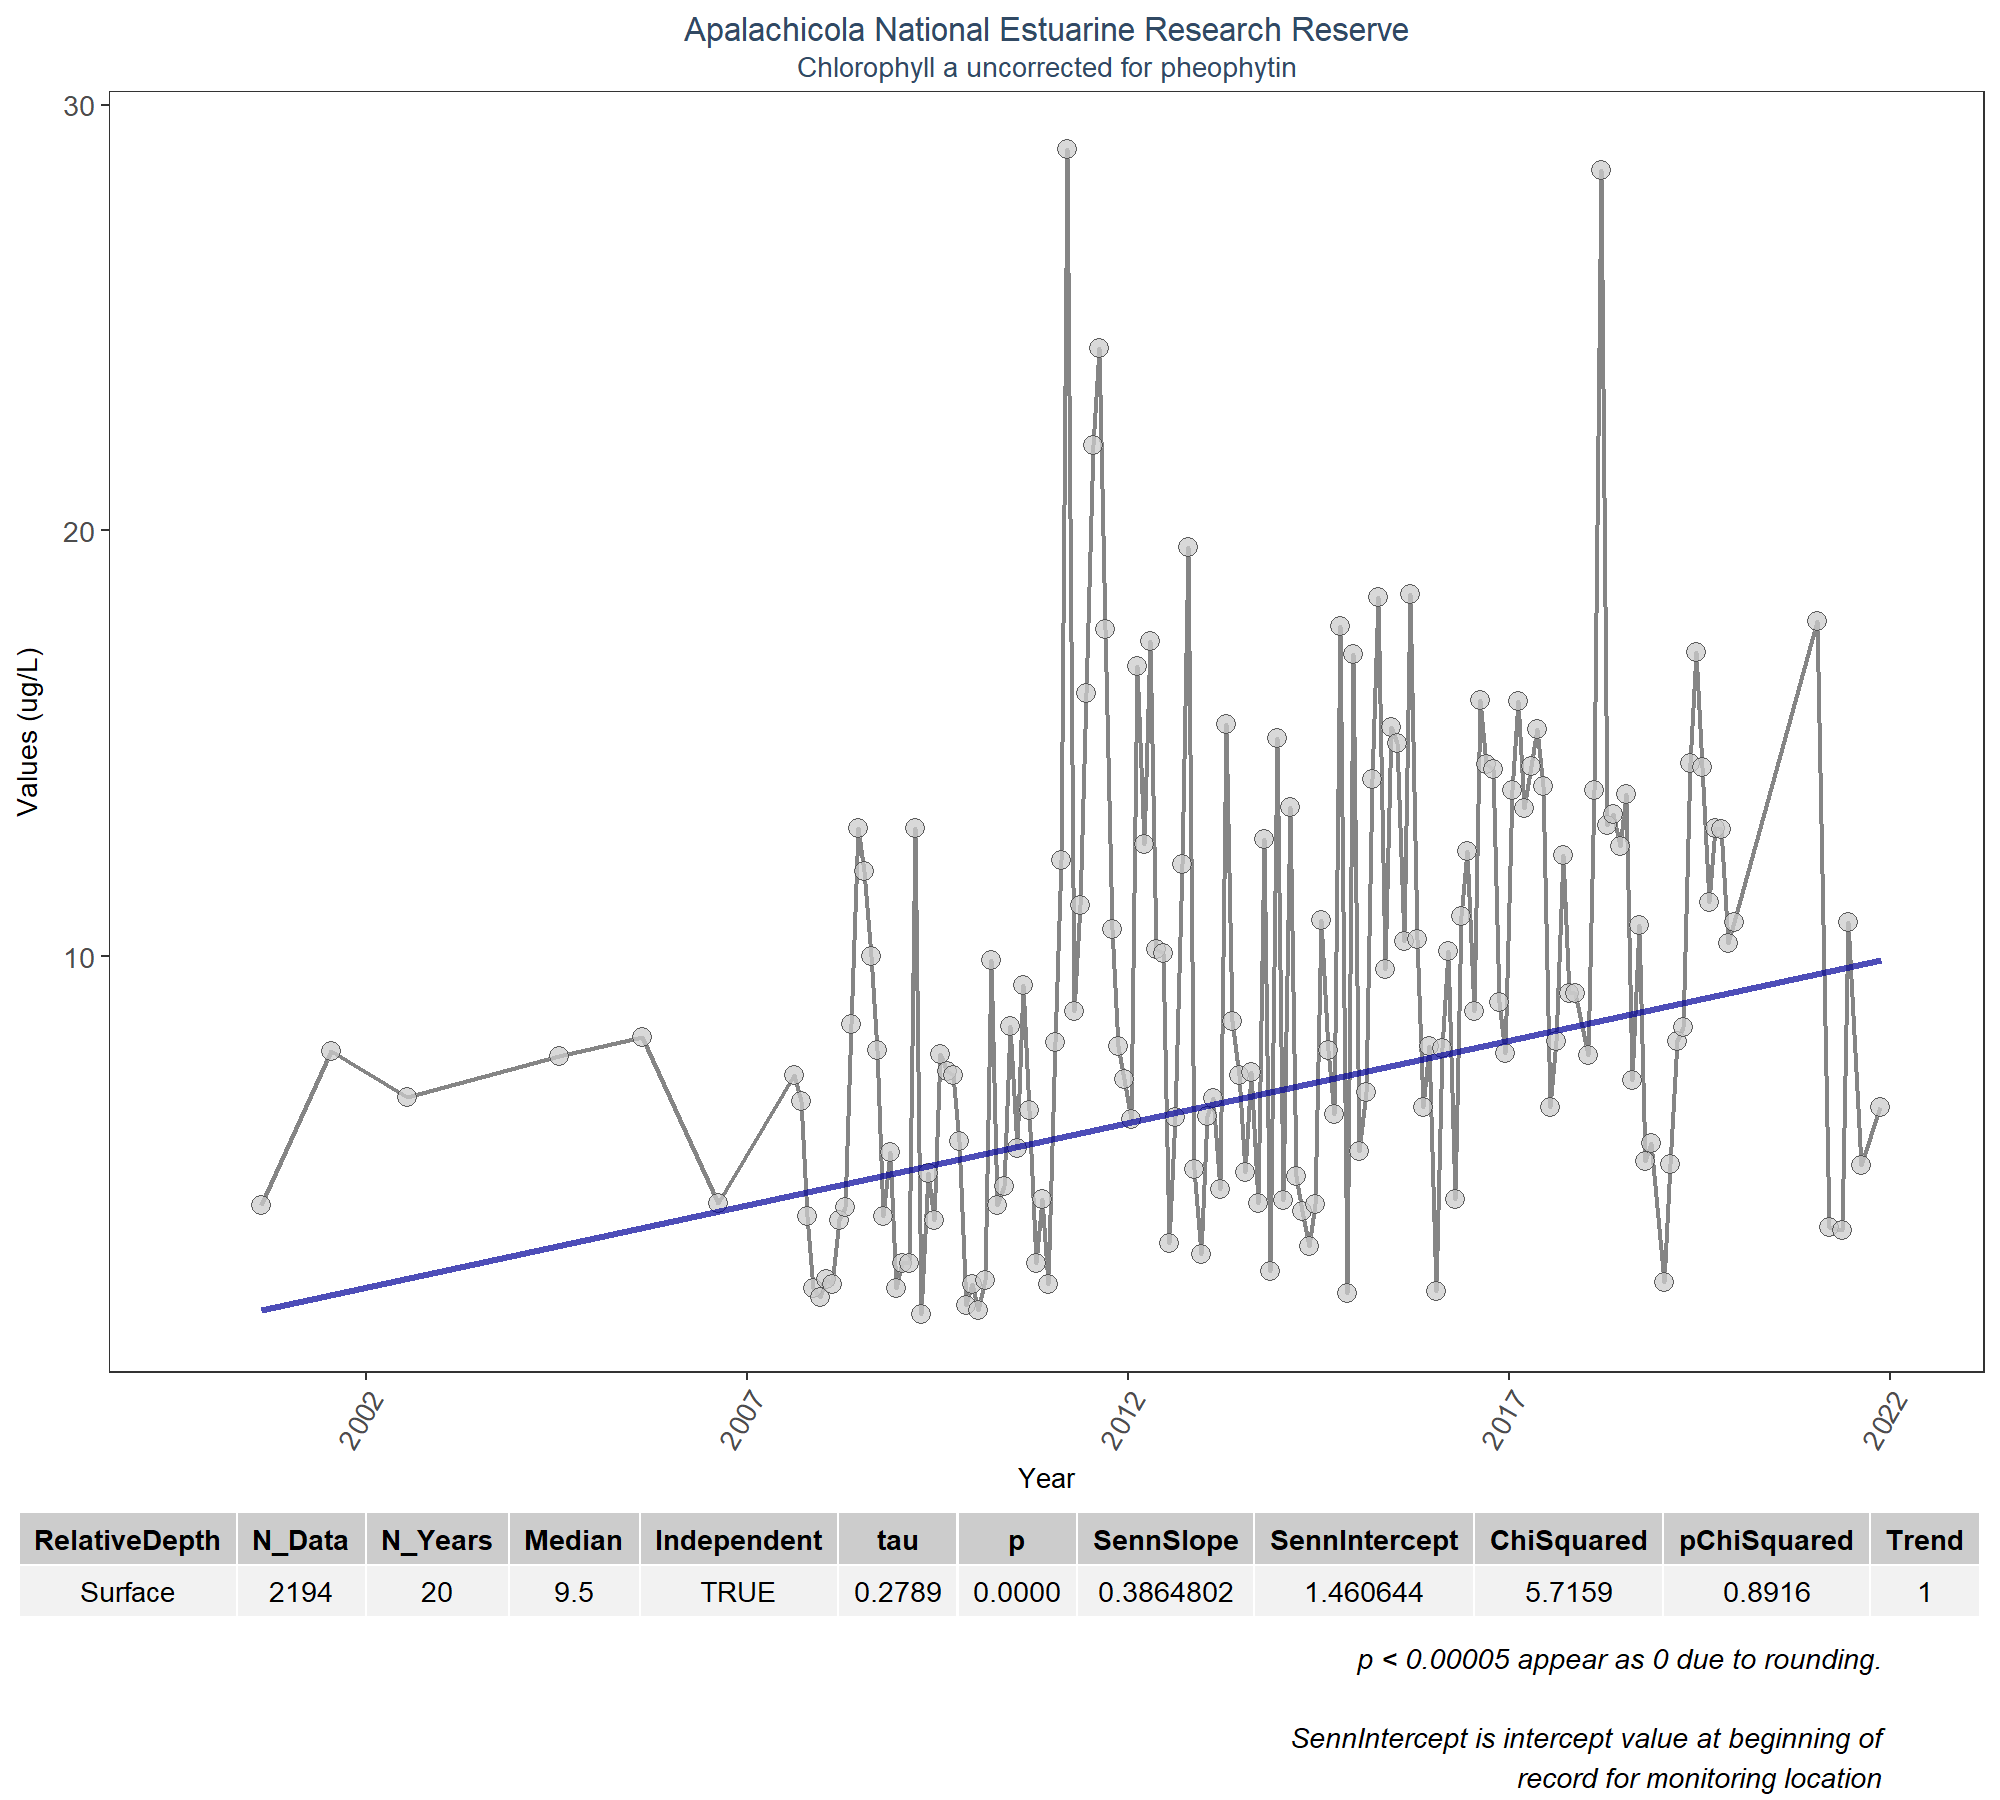 Apalachicola National Estuarine Research Reserve
Chlorophyll a uncorrected for pheophytin
30
20
10
Values (ug/L)
2002
2007
2012
2017
2022
Year
RelativeDepth N_Data N_Years Median Independent tau p SennSlope SennIntercept ChiSquared pChiSquared Trend
Surface 2194 20 9.5 TRUE 0.2789 0.0000 0.3864802 1.460644 5.7159 0.8916 1
p < 0.00005 appear as 0 due to rounding.
SennIntercept is intercept value at beginning of
record for monitoring location